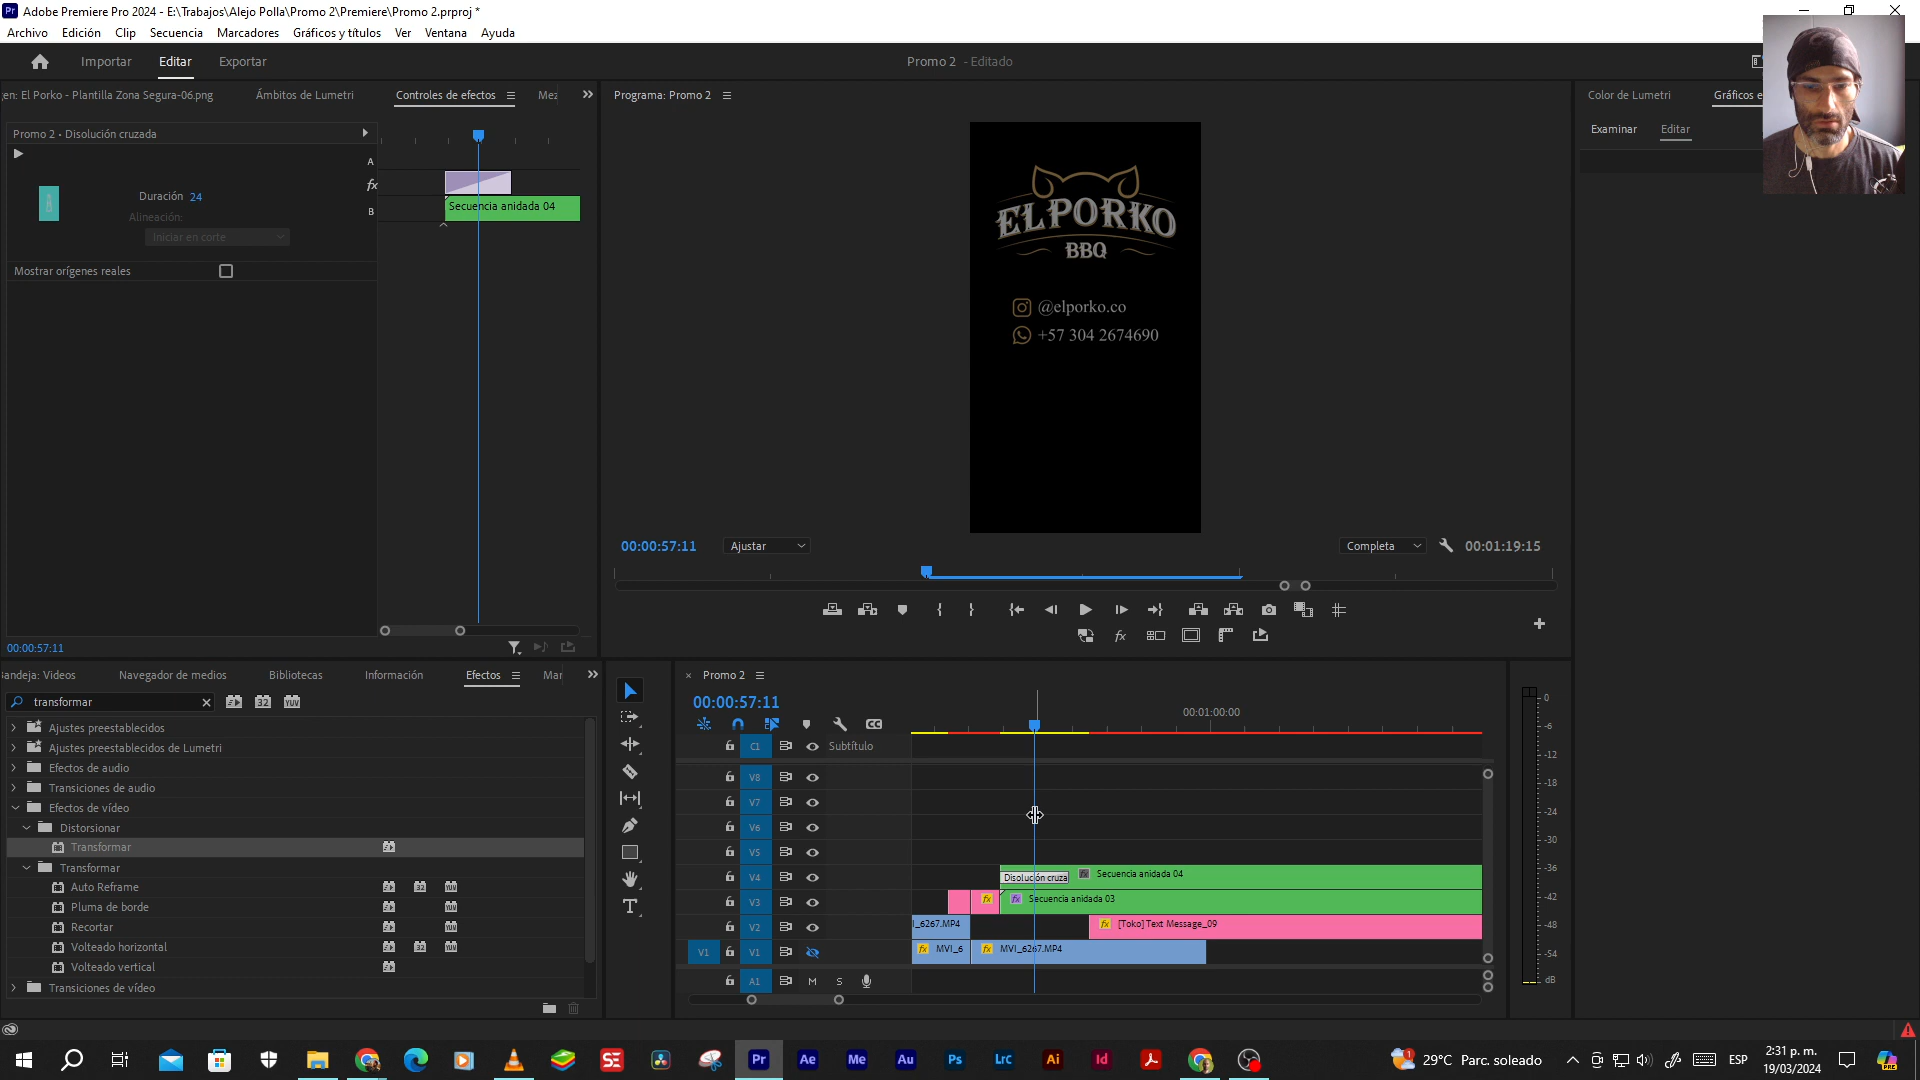 Adobe Premiere Pro 2024 - E:\Trabajos\Alejo Polla\Promo 2\Premiere\Promo 2.prproj *
Archivo Edición Clip Secuencia Marcadores Gráficos y títulos Ver Ventana Ayuda
Importar Editar Exportar
Promo 2 - Editado
en: El Porko - Plantilla Zona Segura-06.png Ámbitos de Lumetri Controles de efectos Mez
Programa: Promo 2
Color de Lumetri Gráficos e
Examinar Editar
Promo 2 • Disolución cruzada
A
Duración 24
fx
Alineación:
B
Secuencia anidada 04
Iniciar en corte
Mostrar orígenes reales
EL PORKO
BBQ
@elporko.co
+57 304 2674690
00:00:57:11 Ajustar Completa 00:01:19:15
00:00:57:11
andeja: Videos Navegador de medios Bibliotecas Información Efectos Mar
transformar
Ajustes preestablecidos
Ajustes preestablecidos de Lumetri
Efectos de audio
Transiciones de audio
Efectos de vídeo
Distorsionar
Transformar
Transformar
Auto Reframe
Pluma de borde
Recortar
Volteado horizontal
Volteado vertical
Transiciones de vídeo
Promo 2
00:00:57:11
00:01:00:00
C1 Subtítulo
V8
V7
V6
V5
V4 Disolución cruza Secuencia anidada 04
V3 Secuencia anidada 03
V2 I_6267.MP4 [Toko] Text Message_09
V1 V1 MVI_6 MVI_6267.MP4
A1 M S
0
-6
-12
-18
-24
-30
-36
-42
-48
-54
dB
29°C Parc. soleado
ESP
2:31 p. m.
19/03/2024